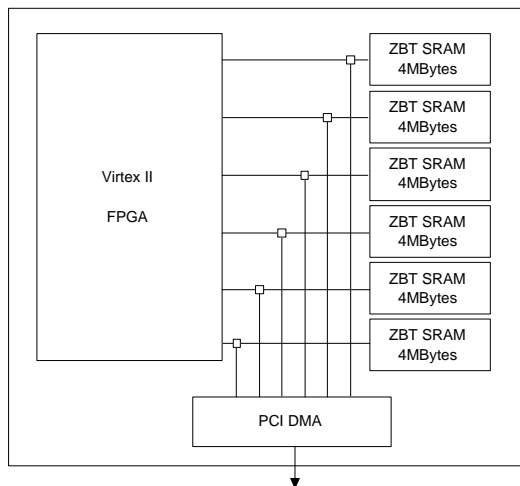 Virtex II
FPGA
ZBT SRAM
4MBytes
ZBT SRAM
4MBytes
ZBT SRAM
4MBytes
ZBT SRAM
4MBytes
ZBT SRAM
4MBytes
ZBT SRAM
4MBytes
PCI DMA